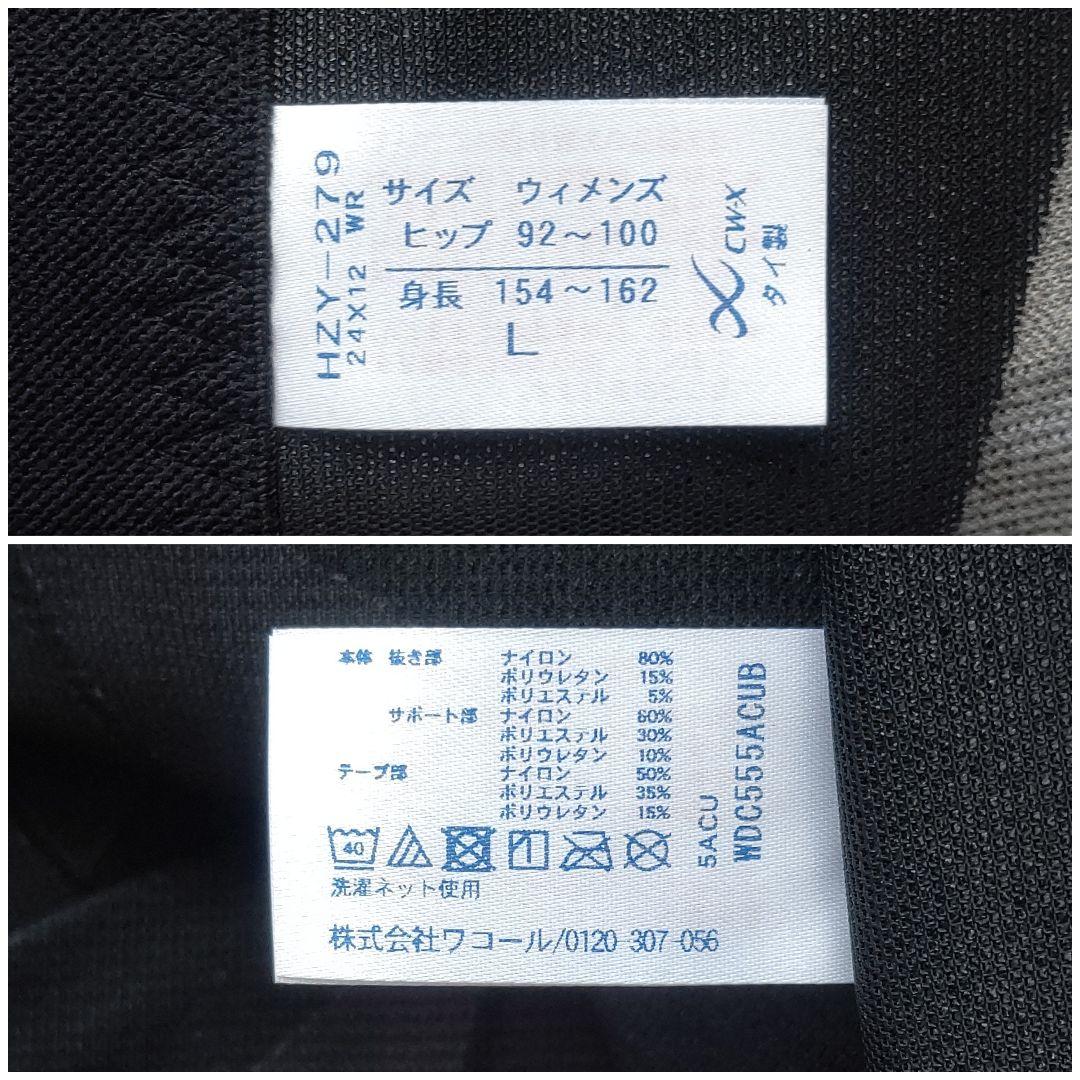 HZY-279
24X12 WR
サイズ ウィメンズ
ヒップ 92～100
身長 154～162
L
CW-X
タイ製
本体 抜き部 ナイロン 80%
ポリウレタン 15%
ポリエステル 5%
サポート部 ナイロン 60%
ポリエステル 30%
ポリウレタン 10%
テープ部 ナイロン 50%
ポリエステル 35%
ポリウレタン 15%
40
洗濯ネット使用
株式会社ワコール/0120 307 056
5ACU
WDC555ACUB